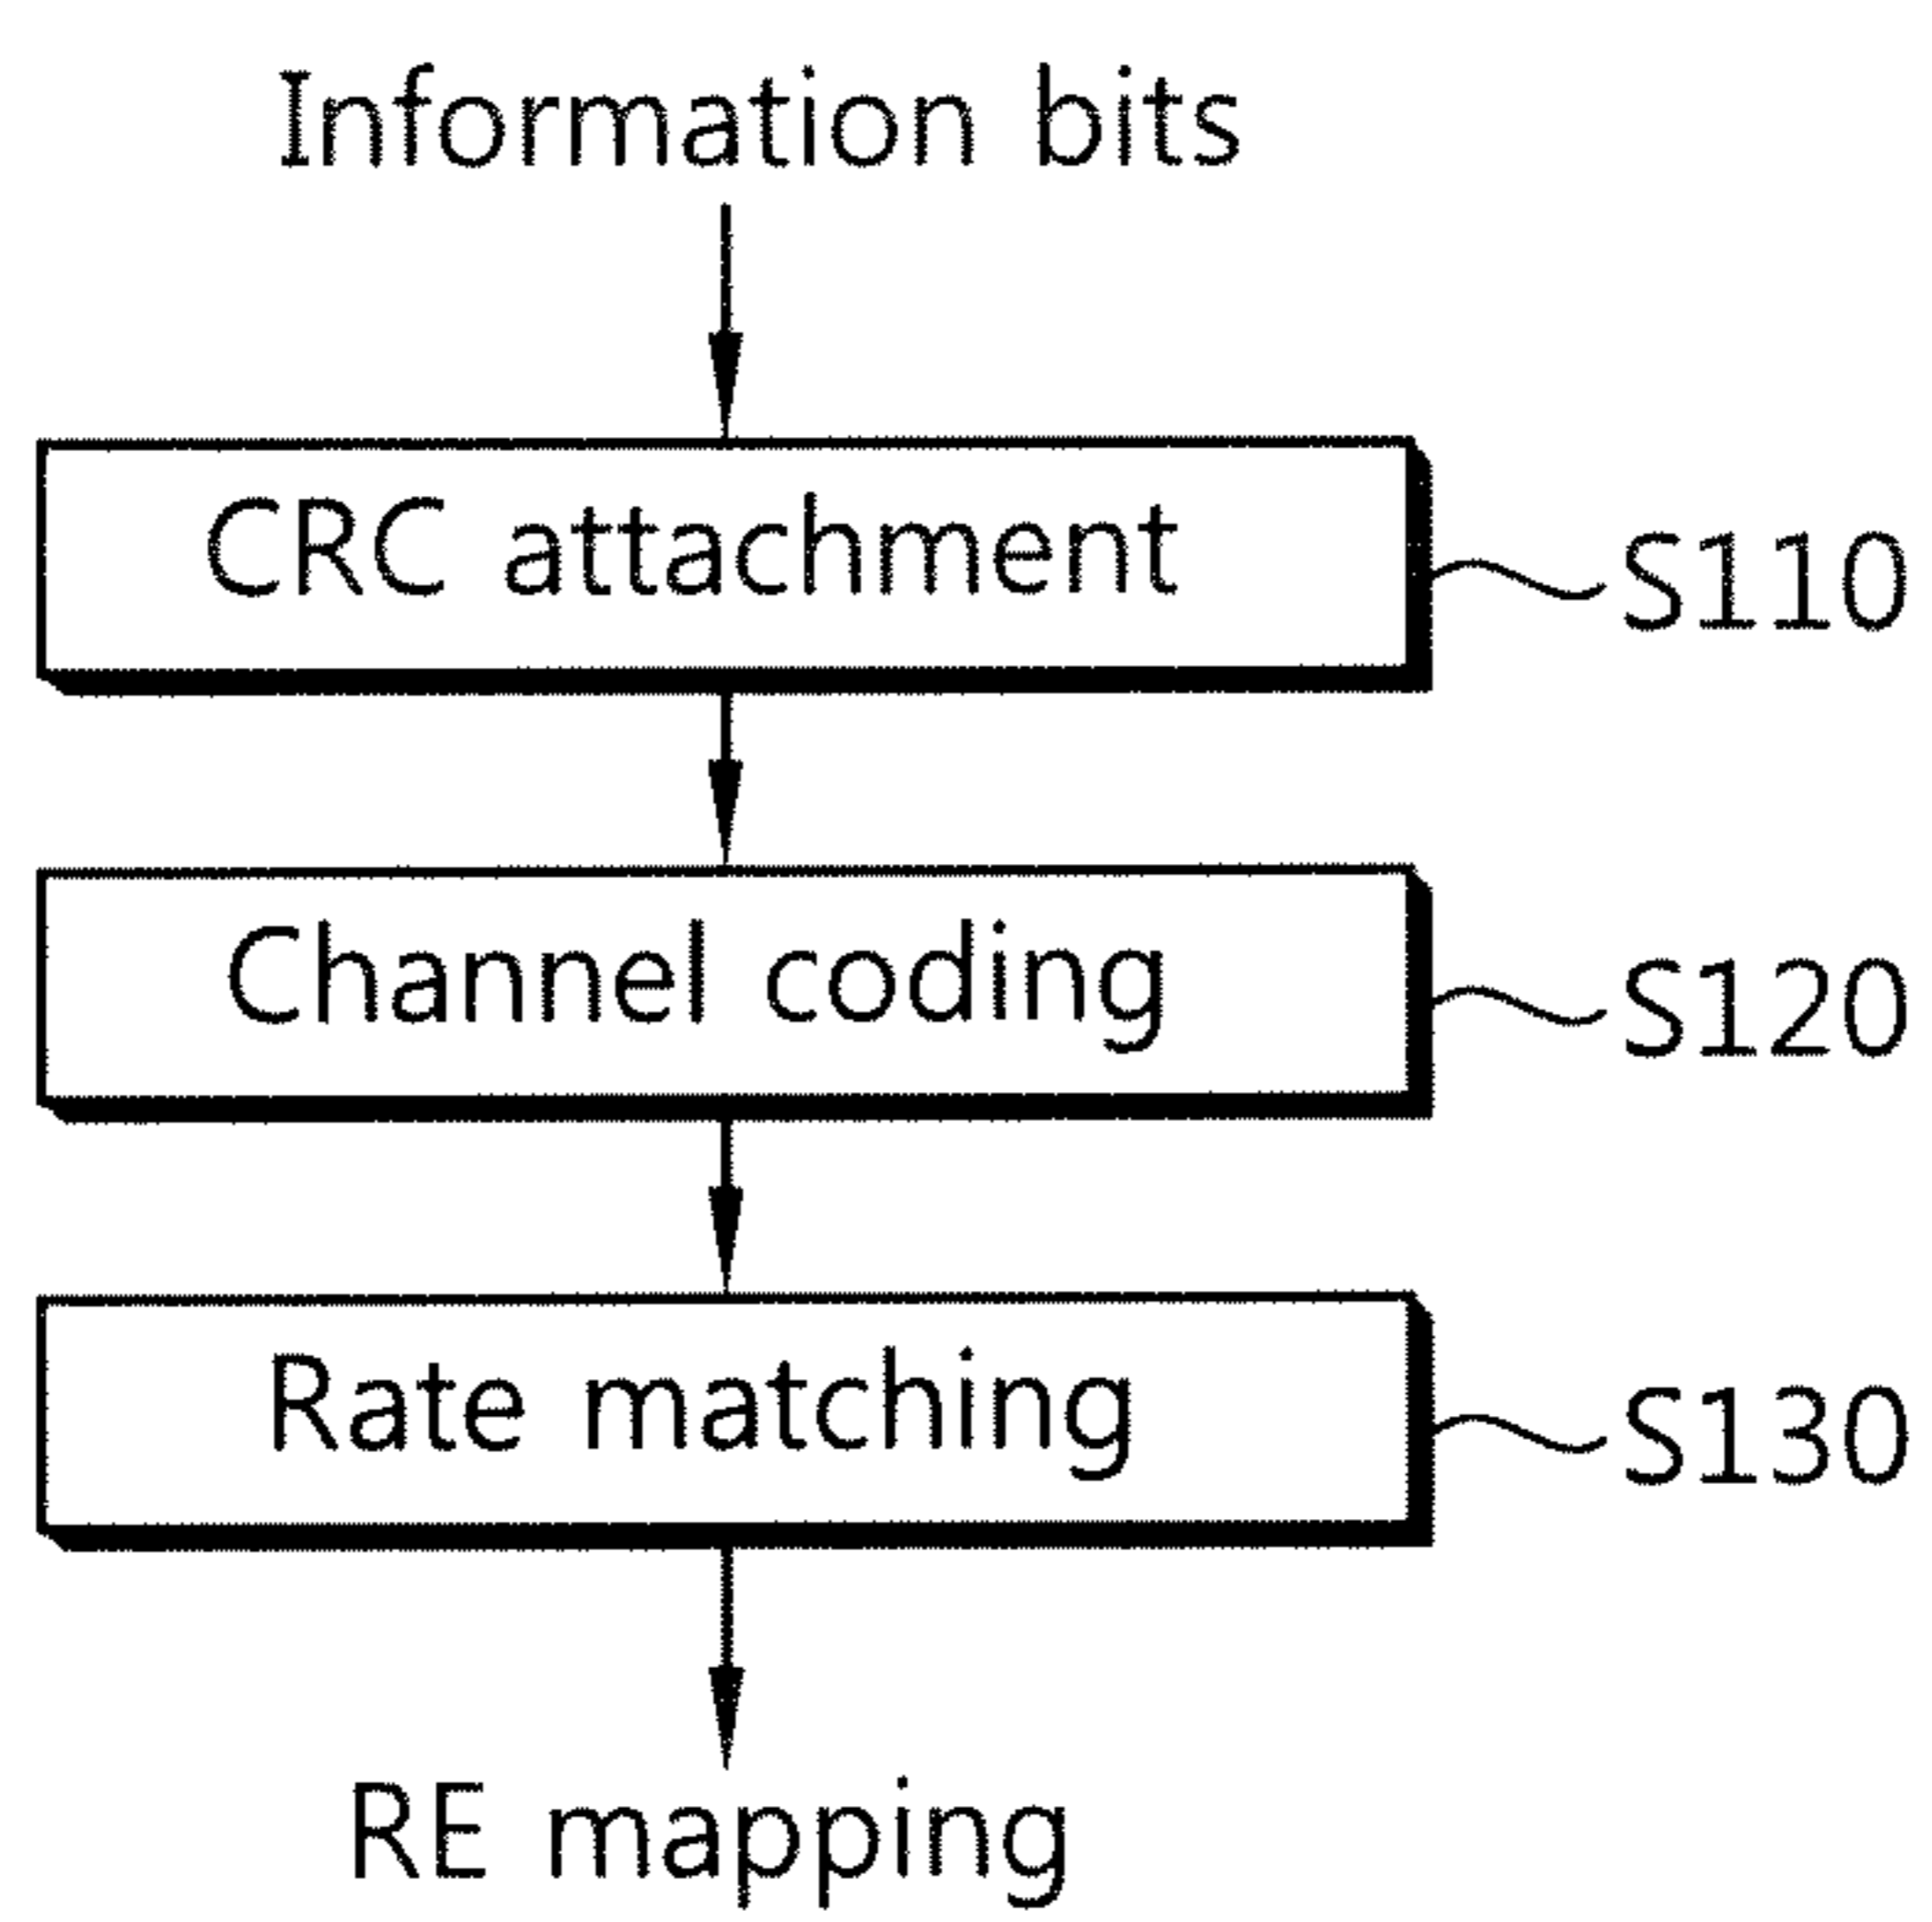 Information bits
CRC attachment
S110
Channel coding
S120
Rate matching
S130
RE mapping